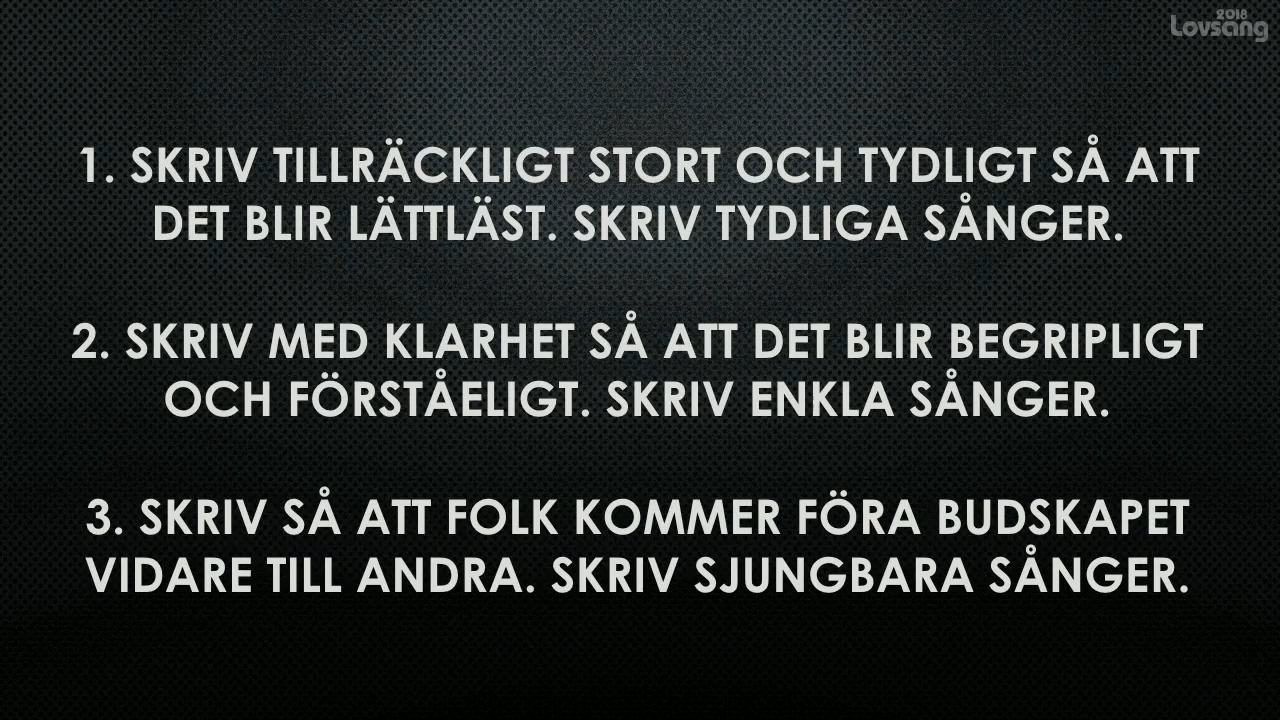 2018
Lovsang
1. SKRIV TILLRÄCKLIGT STORT OCH TYDLIGT SÅ ATT
DET BLIR LÄTTLÄST. SKRIV TYDLIGA SÅNGER.
2. SKRIV MED KLARHET SÅ ATT DET BLIR BEGRIPLIGT
OCH FÖRSTÅELIGT. SKRIV ENKLA SÅNGER.
3. SKRIV SÅ ATT FOLK KOMMER FÖRA BUDSKAPET
VIDARE TILL ANDRA. SKRIV SJUNGBARA SÅNGER.